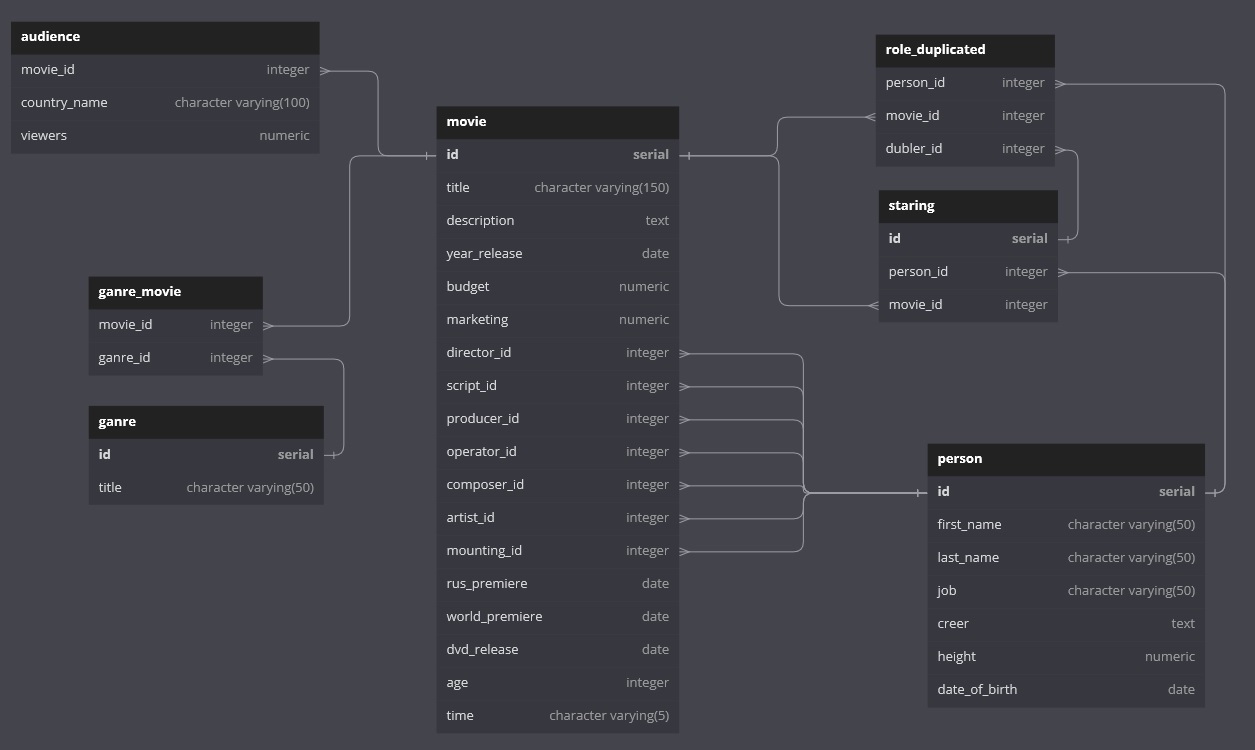 audience
movie_id integer
country_name character varying(100)
viewers numeric
ganre_movie
movie_id integer
ganre_id integer
ganre
id serial
title character varying(50)
movie
id serial
title character varying(150)
description text
year_release date
budget numeric
marketing numeric
director_id integer
script_id integer
producer_id integer
operator_id integer
composer_id integer
artist_id integer
mounting_id integer
rus_premiere date
world_premiere date
dvd_release date
age integer
time character varying(5)
role_duplicated
person_id integer
movie_id integer
dubler_id integer
staring
id serial
person_id integer
movie_id integer
person
id serial
first_name character varying(50)
last_name character varying(50)
job character varying(50)
creer text
height numeric
date_of_birth date